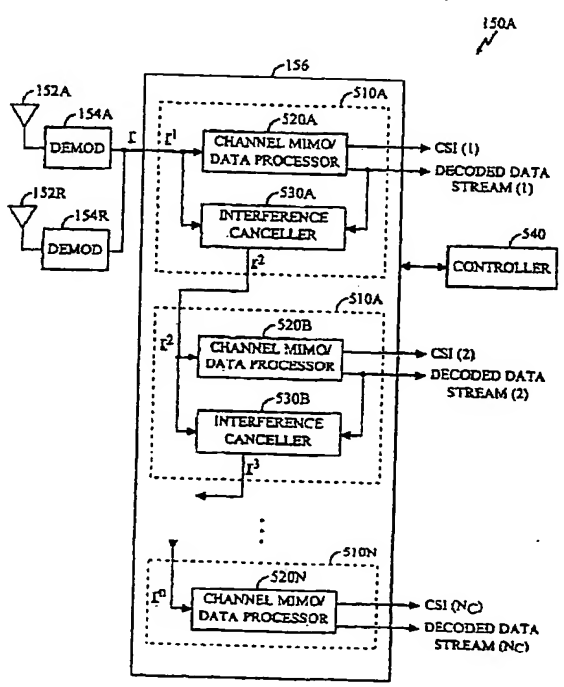 150A
156
510A
152A
154A
520A
DEMOD
r
r1
CHANNEL MIMO/
DATA PROCESSOR
CSI (1)
DECODED DATA
STREAM (1)
152R
154R
530A
DEMOD
INTERFERENCE
CANCELLER
540
CONTROLLER
r2
510A
520B
r2
CHANNEL MIMO/
DATA PROCESSOR
CSI (2)
DECODED DATA
STREAM (2)
530B
INTERFERENCE
CANCELLER
r3
510N
520N
rn
CHANNEL MIMO/
DATA PROCESSOR
CSI (NC)
DECODED DATA
STREAM (NC)